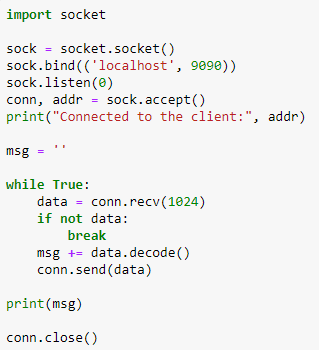 import socket

sock = socket.socket()
sock.bind(('localhost', 9090))
sock.listen(0)
conn, addr = sock.accept()
print("Connected to the client:", addr)

msg = ''

while True:
    data = conn.recv(1024)
    if not data:
        break
    msg += data.decode()
    conn.send(data)

print(msg)

conn.close()